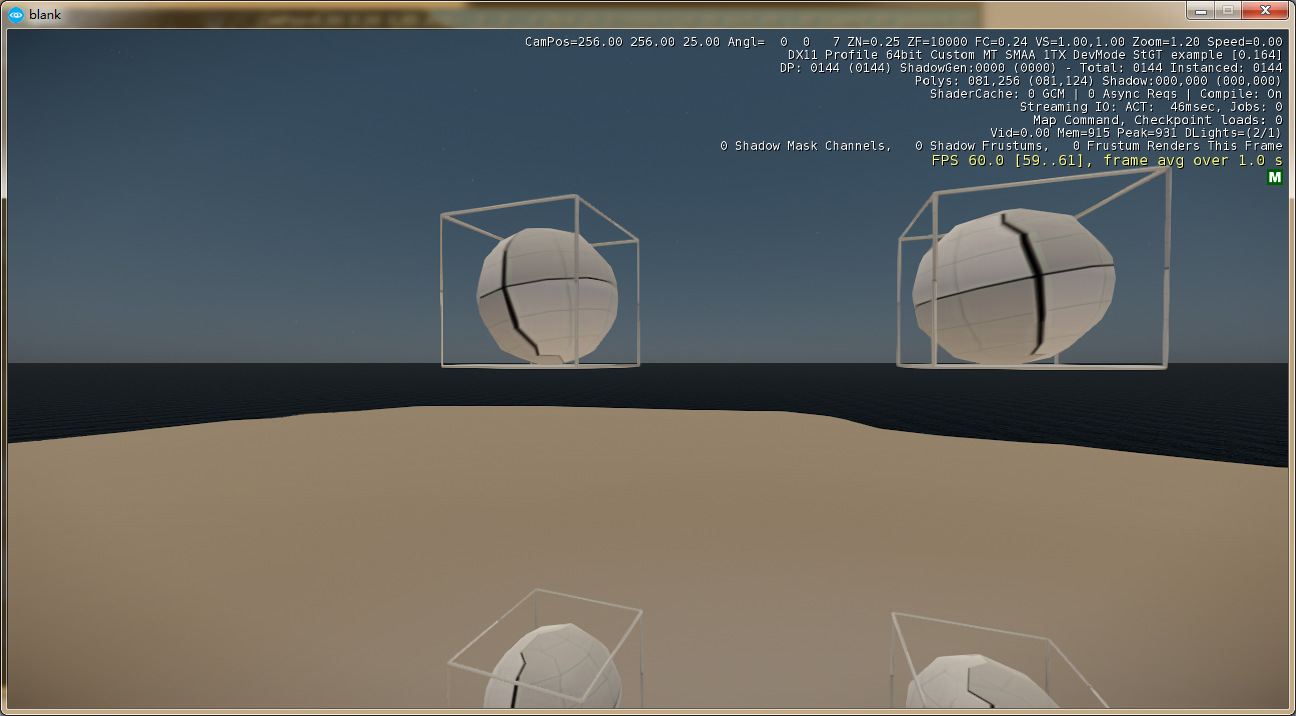 blank
CamPos=256.00 256.00 25.00 Angl=  0  0   7 ZN=0.25 ZF=10000 FC=0.24 VS=1.00,1.00 Zoom=1.20 Speed=0.00
DX11 Profile 64bit Custom MT SMAA 1TX DevMode StGT example [0.164]
DP: 0144 (0144) ShadowGen:0000 (0000) - Total: 0144 Instanced: 0144
Polys: 081,256 (081,124) Shadow:000,000 (000,000)
ShaderCache: 0 GCM | 0 Async Reqs | Compile: On
Streaming IO: ACT:  46msec, Jobs: 0
Map Command, Checkpoint loads: 0
Vid=0.00 Mem=915 Peak=931 DLights=(2/1)
0 Shadow Mask Channels,   0 Shadow Frustums,   0 Frustum Renders This Frame
FPS 60.0 [59..61], frame avg over 1.0 s
M